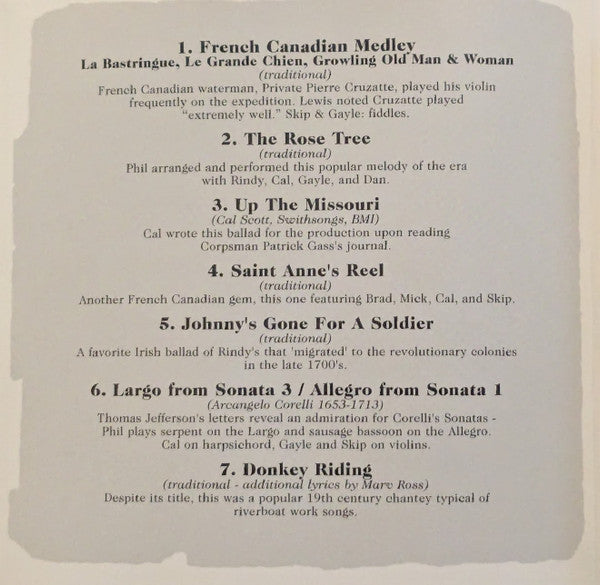 1. French Canadian Medley
La Bastringue, Le Grande Chien, Growling Old Man & Woman
(traditional)
French Canadian waterman, Private Pierre Cruzatte, played his violin
frequently on the expedition. Lewis noted Cruzatte played
"extremely well." Skip & Gayle: fiddles.
2. The Rose Tree
(traditional)
Phil arranged and performed this popular melody of the era
with Rindy, Cal, Gayle, and Dan.
3. Up The Missouri
(Cal Scott, Swithsongs, BMI)
Cal wrote this ballad for the production upon reading
Corpsman Patrick Gass's journal.
4. Saint Anne's Reel
(traditional)
Another French Canadian gem, this one featuring Brad, Mick, Cal, and Skip.
5. Johnny's Gone For A Soldier
(traditional)
A favorite Irish ballad of Rindy's that 'migrated' to the revolutionary colonies
in the late 1700's.
6. Largo from Sonata 3 / Allegro from Sonata 1
(Arcangelo Corelli 1653-1713)
Thomas Jefferson's letters reveal an admiration for Corelli's Sonatas -
Phil plays serpent on the Largo and sausage bassoon on the Allegro.
Cal on harpsichord, Gayle and Skip on violins.
7. Donkey Riding
(traditional - additional lyrics by Marv Ross)
Despite its title, this was a popular 19th century chantey typical of
riverboat work songs.